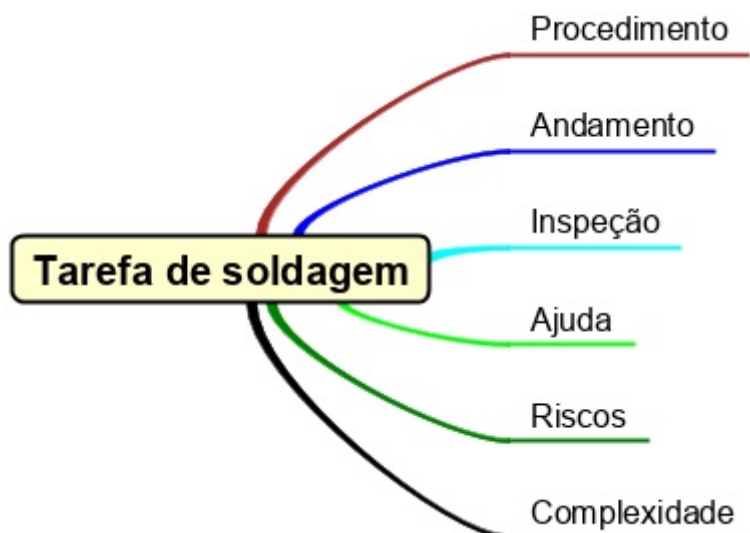 Procedimento
Andamento
Inspeção
Tarefa de soldagem
Ajuda
Riscos
Complexidade